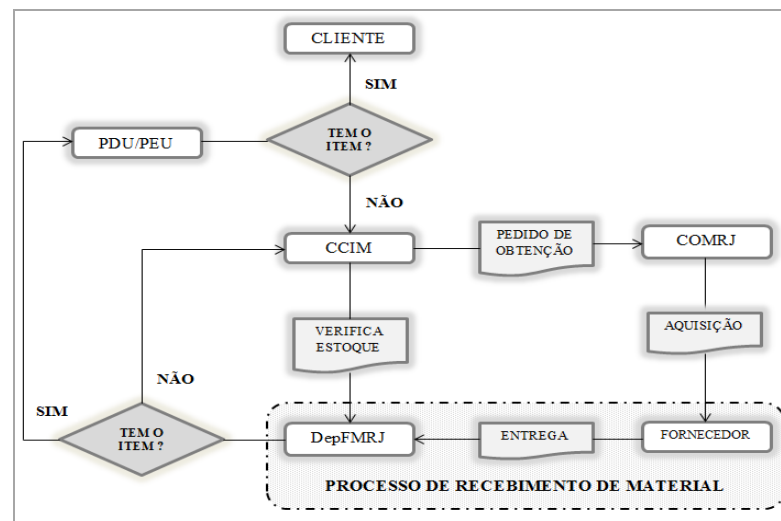 CLIENTE
SIM
TEM O
ITEM ?
PDU/PEU
NÃO
CCIM
PEDIDO DE
OBTENÇÃO
COMRJ
VERIFICA
ESTOQUE
AQUISIÇÃO
NÃO
SIM
TEM O
ITEM ?
DepFMRJ
ENTREGA
FORNECEDOR
PROCESSO DE RECEBIMENTO DE MATERIAL